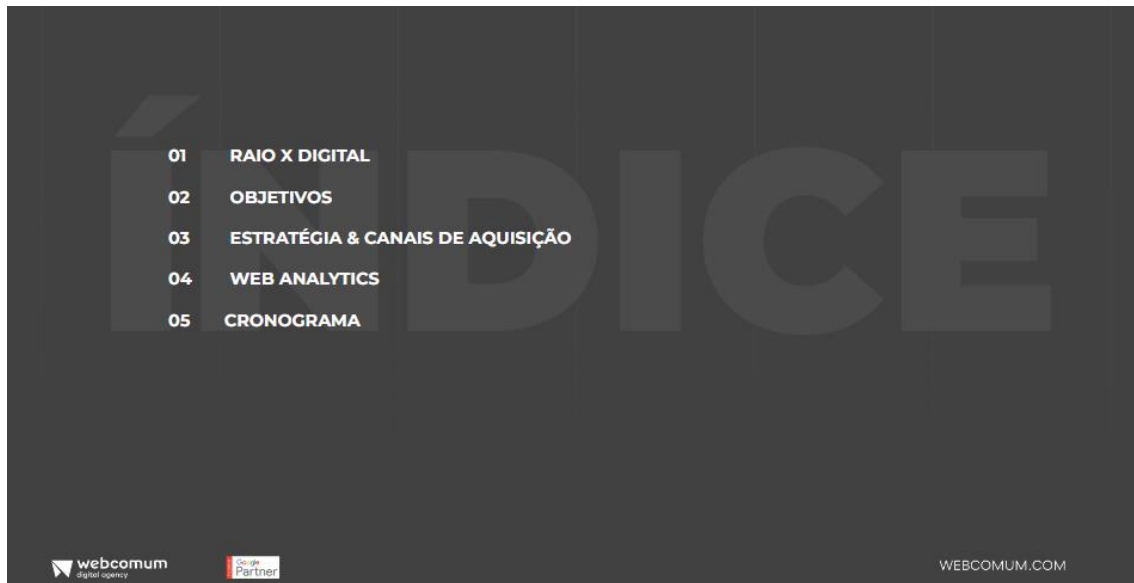 ÍNDICE
01 RAIO X DIGITAL
02 OBJETIVOS
03 ESTRATÉGIA & CANAIS DE AQUISIÇÃO
04 WEB ANALYTICS
05 CRONOGRAMA
webcomum
digital agency
Google
Partner
WEBCOMUM.COM